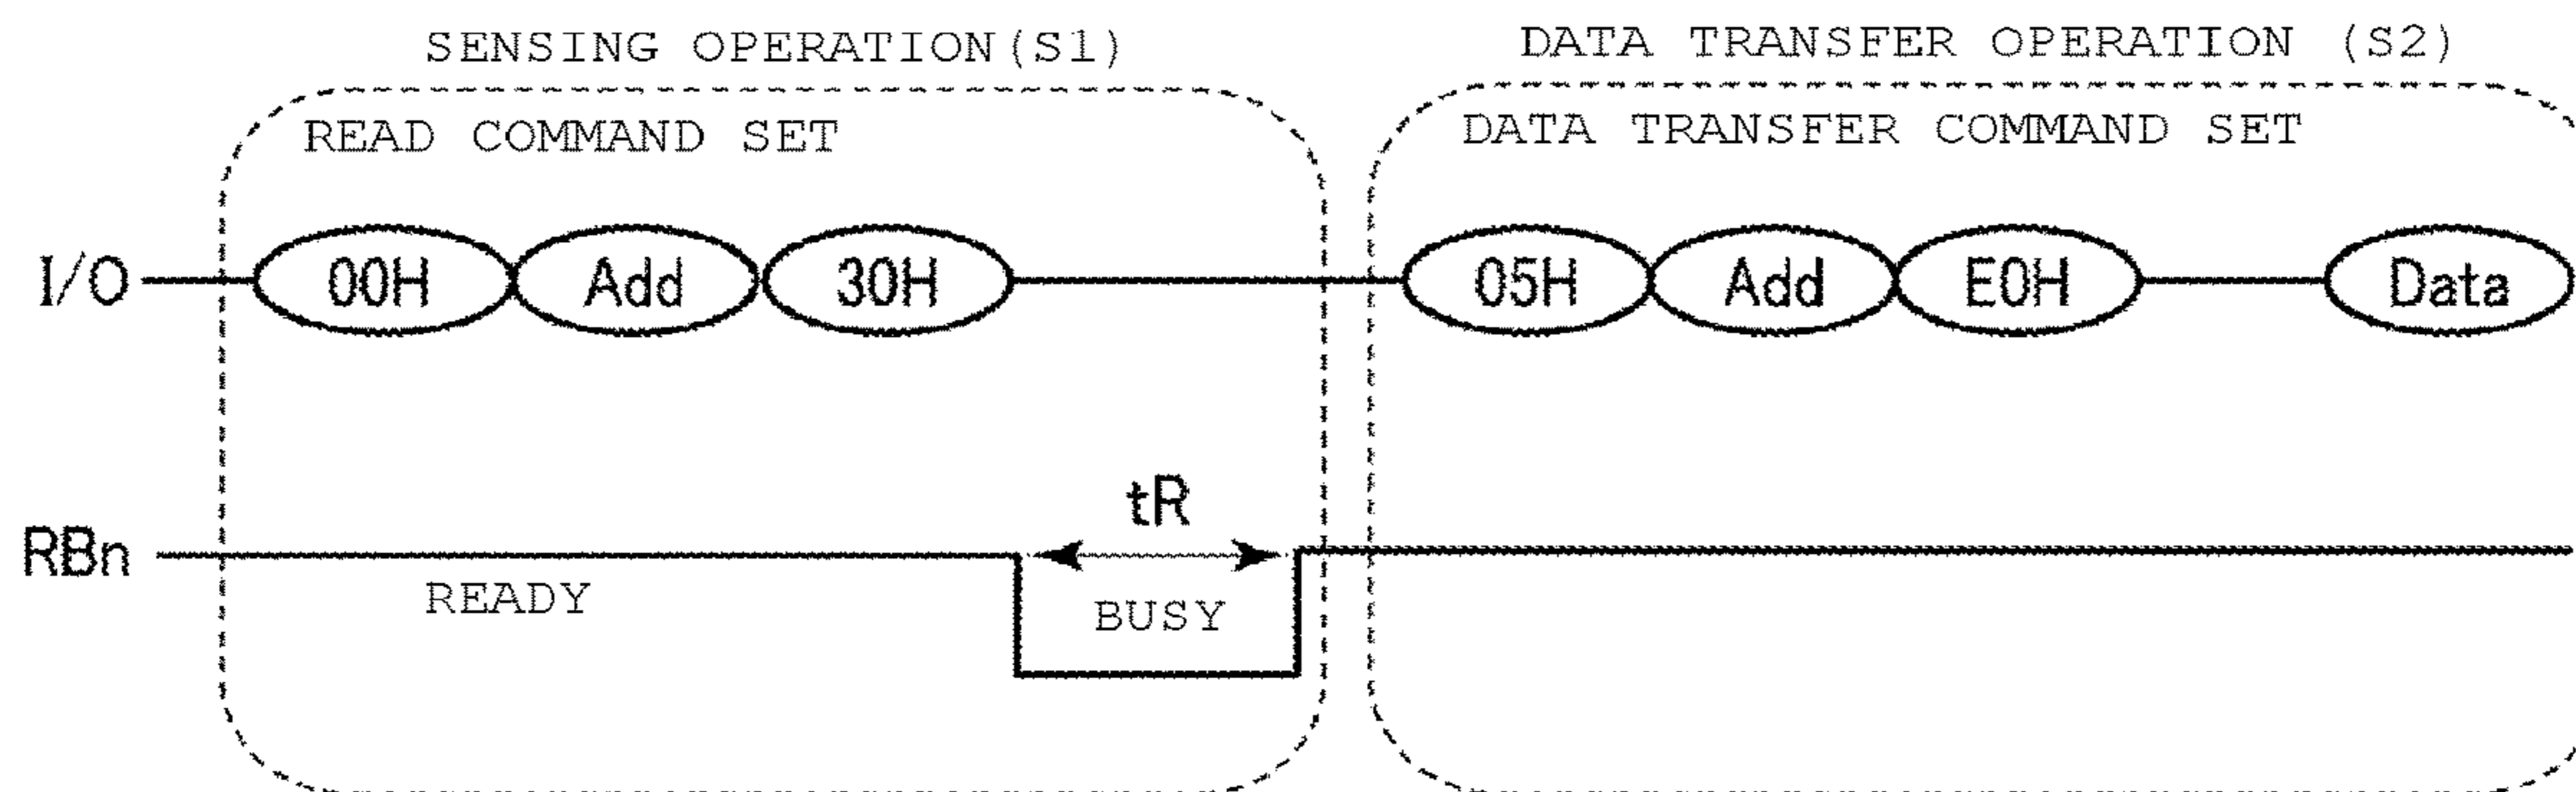 SENSING OPERATION(S1)
DATA TRANSFER OPERATION (S2)
READ COMMAND SET
DATA TRANSFER COMMAND SET
I/O 00H Add 30H 05H Add E0H Data
tR
RBn
READY
BUSY